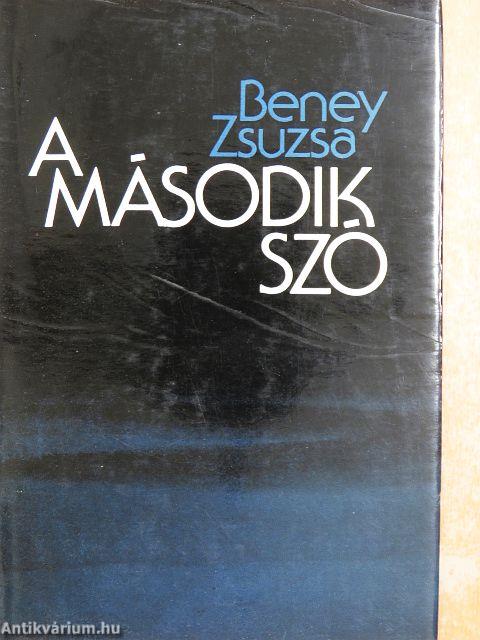 Beney
Zsuzsa
A
MÁSODIK
SZÓ
Antikvárium.hu